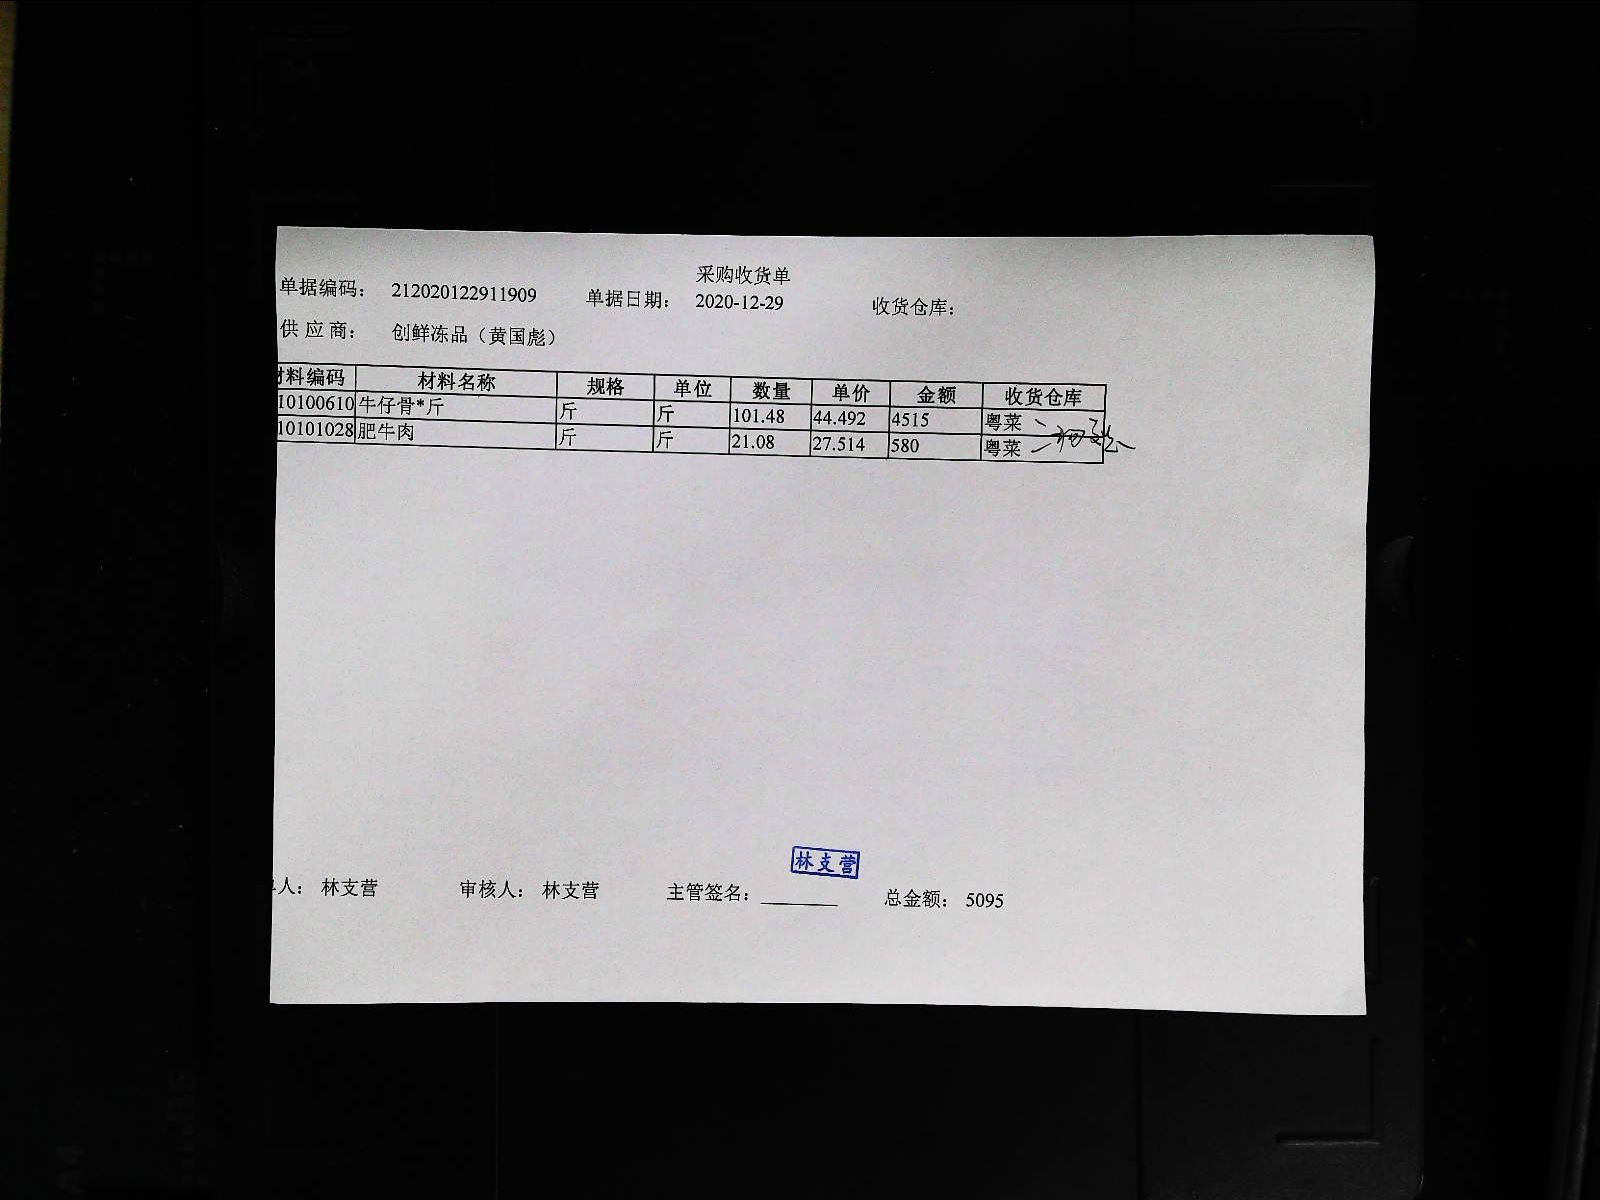 采购收货单
单据编码： 212020122911909 单据日期： 2020-12-29 收货仓库：
供应商： 创鲜冻品（黄国彪）
材料编码 材料名称 规格 单位 数量 单价 金额 收货仓库
10100610 牛仔骨*斤 斤 斤 101.48 44.492 4515 粤菜
10101028 肥牛肉 斤 斤 21.08 27.514 580 粤菜
林支营
人： 林支营 审核人： 林支营 主管签名： 总金额： 5095